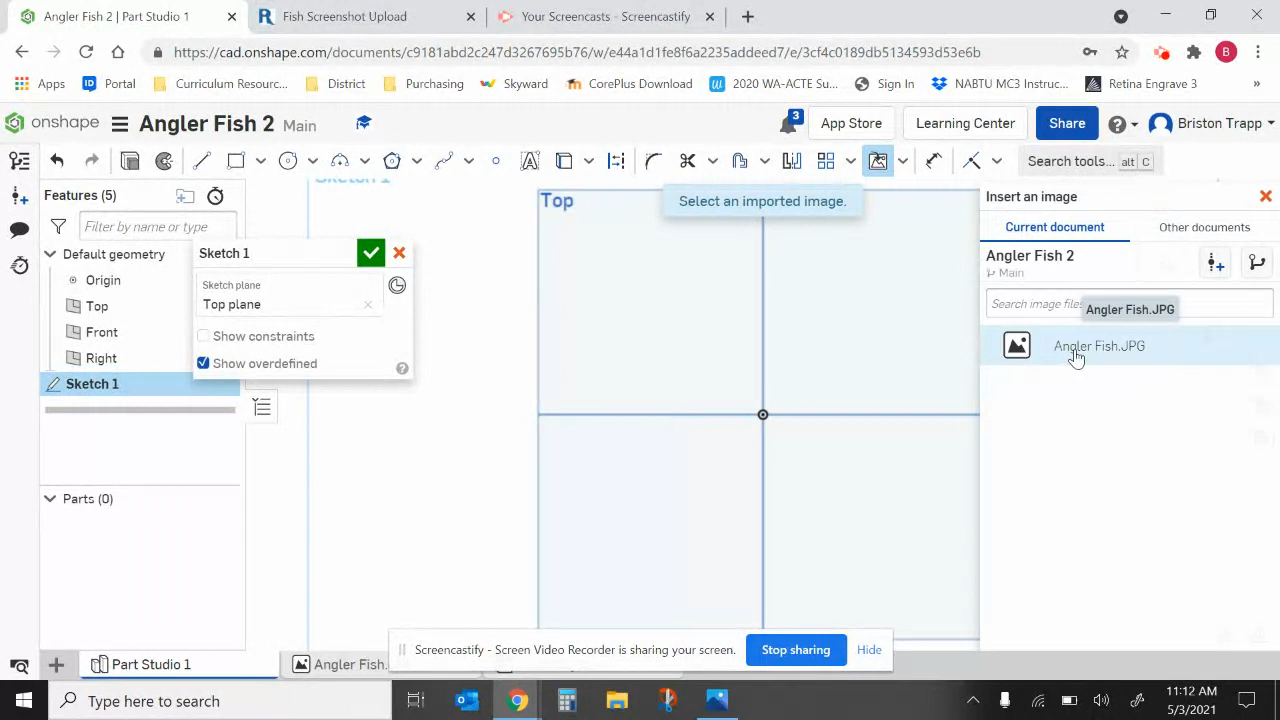 Angler Fish 2 | Part Studio 1
Fish Screenshot Upload
Your Screencasts - Screencastify
https://cad.onshape.com/documents/c9181abd2c247d3267695b76/w/e44a1d1fe8f6a2235addeed7/e/3cf4c0189db5134593d53e6b
B
Apps
Portal
Curriculum Resourc...
District
Purchasing
Skyward
CorePlus Download
2020 WA-ACTE Su...
Sign In
NABTU MC3 Instruc...
Retina Engrave 3
»
onshape
Angler Fish 2 Main
3
App Store
Learning Center
Share
Briston Trapp
Search tools... alt C
Features (5)
Filter by name or type
Default geometry
Origin
Top
Front
Right
Sketch 1
Parts (0)
Sketch 1
Sketch plane
Top plane
Show constraints
Show overdefined
Sketch 1
Top
Select an imported image.
Insert an image
Current document
Other documents
Angler Fish 2
Main
Search image files
Angler Fish.JPG
Angler Fish.JPG
Screencastify - Screen Video Recorder is sharing your screen.
Stop sharing
Hide
Part Studio 1
Angler Fish.
Type here to search
11:12 AM
5/3/2021